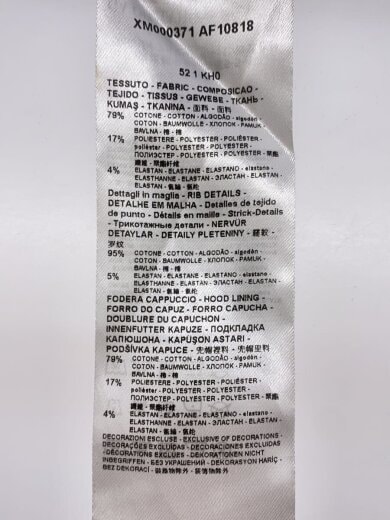 XM000371 AF10818
52 1 KH0
TESSUTO - FABRIC - COMPOSICAO -
TEJIDO - TISSUS - GEWEBE - ТКАНЬ -
KUMAŞ - TKANINA - 面料 - 面料
79% COTONE - COTTON - ALGODÃO - algodón -
COTON - BAUMWOLLE - ХЛОПОК - PAMUK -
BAVLNA - 棉 - 棉
17% POLIESTERE - POLYESTER - POLIÉSTER -
poliéster - POLYESTER - POLYESTER -
ПОЛИЭСТЕР - POLYESTER - POLYESTER - 聚酯
纖維 - 聚酯纤维
4% ELASTAN - ELASTANE - ELASTANO - elastano -
ELASTHANNE - ELASTAN - ЭЛАСТАН - ELASTAN -
ELASTAN - 氨綸 - 氨纶
Dettagli in maglia - RIB DETAILS -
DETALHE EM MALHA - Detalles de tejido
de punto - Détails en maille - Strick-Details
- Трикотажные детали - NERVÜR
DETAYLAR - DETAILY PLETENINY - 羅紋 -
罗纹
95% COTONE - COTTON - ALGODÃO - algodón -
COTON - BAUMWOLLE - ХЛОПОК - PAMUK -
BAVLNA - 棉 - 棉
5% ELASTAN - ELASTANE - ELASTANO - elastano -
ELASTHANNE - ELASTAN - ЭЛАСТАН - ELASTAN -
ELASTAN - 氨綸 - 氨纶
FODERA CAPPUCCIO - HOOD LINING -
FORRO DO CAPUZ - FORRO CAPUCHA -
DOUBLURE DU CAPUCHON -
INNENFUTTER KAPUZE - ПОДКЛАДКА
КАПЮШОНА - KAPÜŞON ASTARI -
PODŠÍVKA KAPUCE - 兜帽裡料 - 兜帽里料
79% COTONE - COTTON - ALGODÃO - algodón -
COTON - BAUMWOLLE - ХЛОПОК - PAMUK -
BAVLNA - 棉 - 棉
17% POLIESTERE - POLYESTER - POLIÉSTER -
poliéster - POLYESTER - POLYESTER -
ПОЛИЭСТЕР - POLYESTER - POLYESTER - 聚酯
纖維 - 聚酯纤维
4% ELASTAN - ELASTANE - ELASTANO - elastano -
ELASTHANNE - ELASTAN - ЭЛАСТАН - ELASTAN -
ELASTAN - 氨綸 - 氨纶
DECORAZIONI ESCLUSE - EXCLUSIVE OF DECORATIONS -
DECORAÇÕES EXCLUÍDAS - DECORACIONES EXCLUIDAS
- DÉCORATIONS EXCLUES - DEKORATIONEN NICHT
INBEGRIFFEN - БЕЗ УКРАШЕНИЙ - DEKORASYON HARİÇ -
BEZ DEKORACÍ - 裝飾物除外 - 装饰物除外